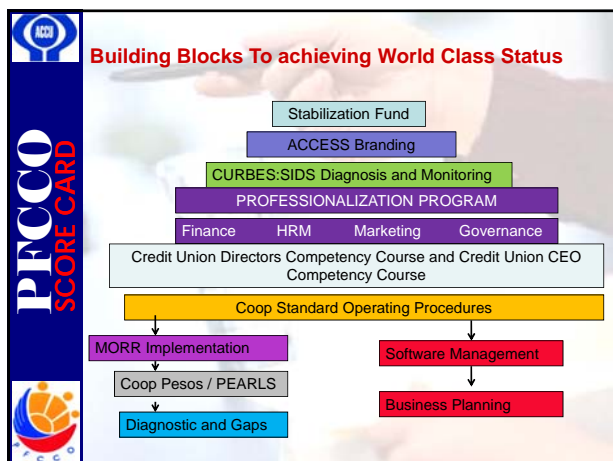 ACCU
Building Blocks To achieving World Class Status
PFCCO
SCORE CARD
Stabilization Fund
ACCESS Branding
CURBES:SIDS Diagnosis and Monitoring
PROFESSIONALIZATION PROGRAM
Finance HRM Marketing Governance
Credit Union Directors Competency Course and Credit Union CEO
Competency Course
Coop Standard Operating Procedures
MORR Implementation
Software Management
Coop Pesos / PEARLS
Business Planning
Diagnostic and Gaps
PFCCO